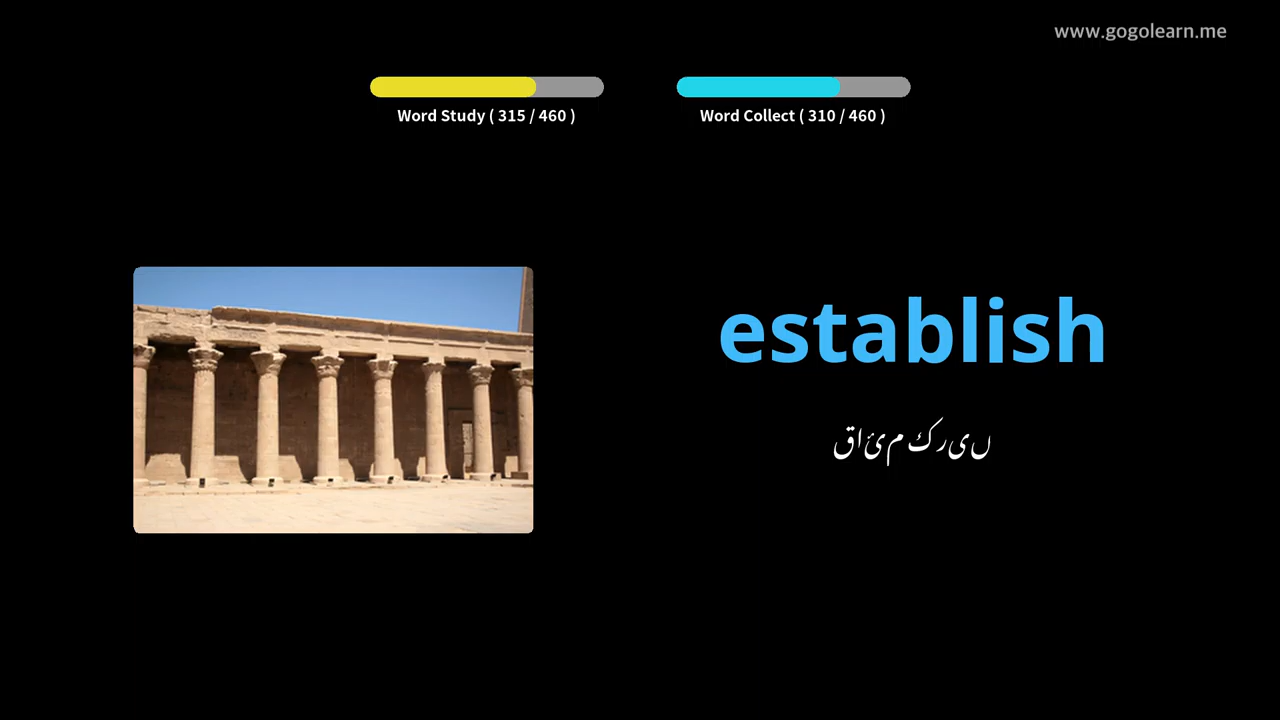 www.gogolearn.me
Word Study ( 315 / 460 )
Word Collect ( 310 / 460 )
establish
قائم کریں